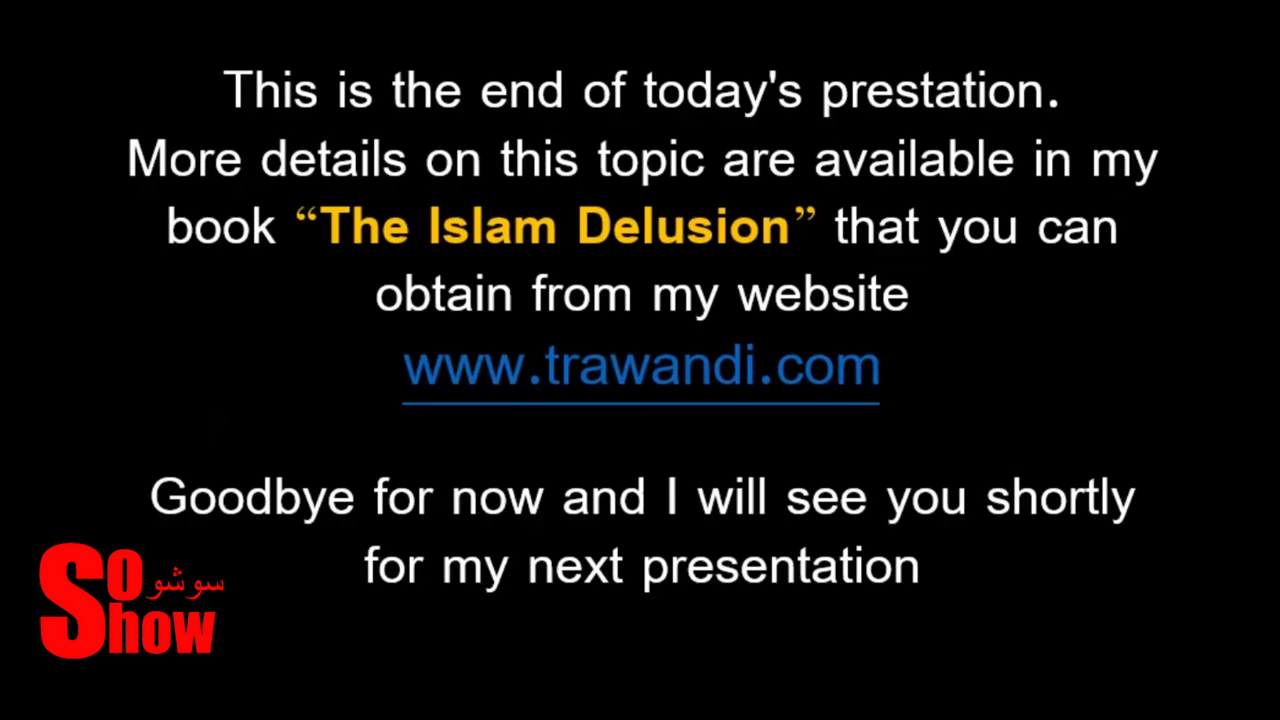 This is the end of today's prestation.
More details on this topic are available in my
book “The Islam Delusion” that you can
obtain from my website
www.trawandi.com
Goodbye for now and I will see you shortly
for my next presentation
So سو شو
Show